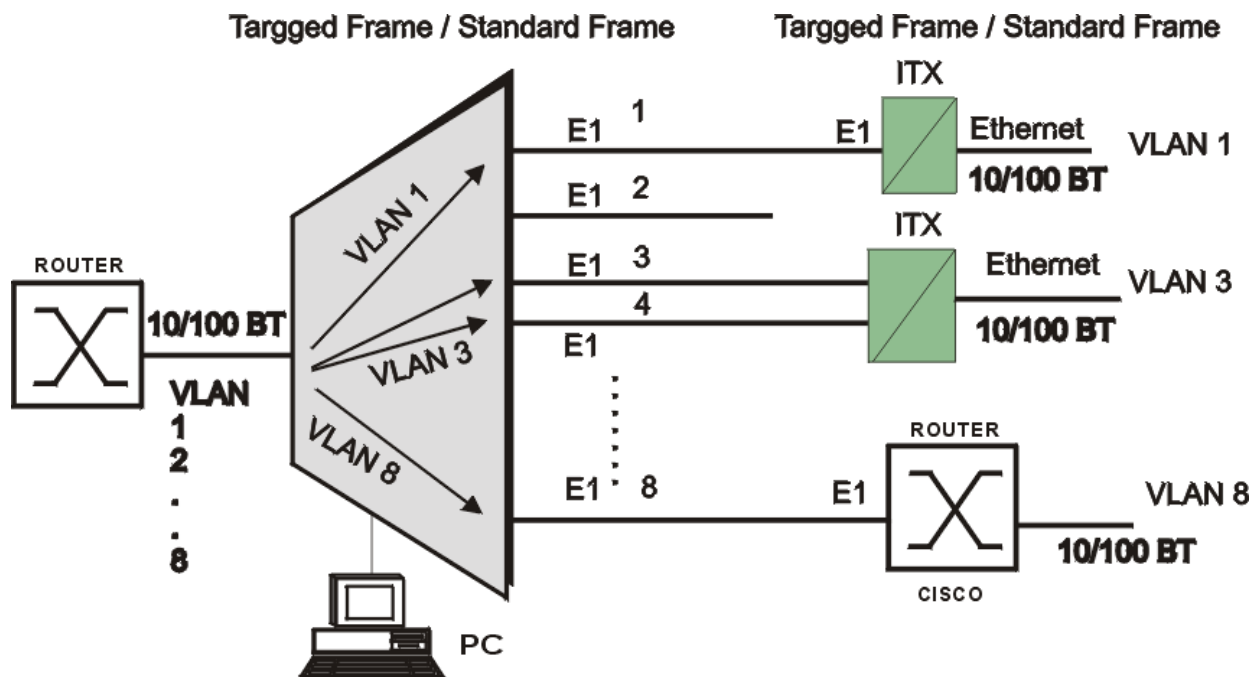 Targged Frame / Standard Frame
Targged Frame / Standard Frame
ITX
E1 1
E1
Ethernet
VLAN 1
10/100 BT
VLAN 1
E1 2
ITX
ROUTER
E1 3
Ethernet
VLAN 3
10/100 BT
4
10/100 BT
VLAN 3
E1
VLAN
1
2
.
.
8
VLAN 8
ROUTER
E1 8
E1
VLAN 8
10/100 BT
CISCO
PC